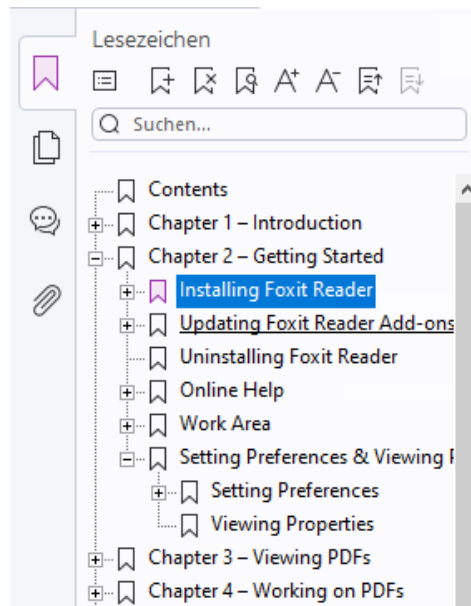 Lesezeichen
Suchen...
Contents
Chapter 1 – Introduction
Chapter 2 – Getting Started
Installing Foxit Reader
Updating Foxit Reader Add-ons
Uninstalling Foxit Reader
Online Help
Work Area
Setting Preferences & Viewing
Setting Preferences
Viewing Properties
Chapter 3 – Viewing PDFs
Chapter 4 – Working on PDFs